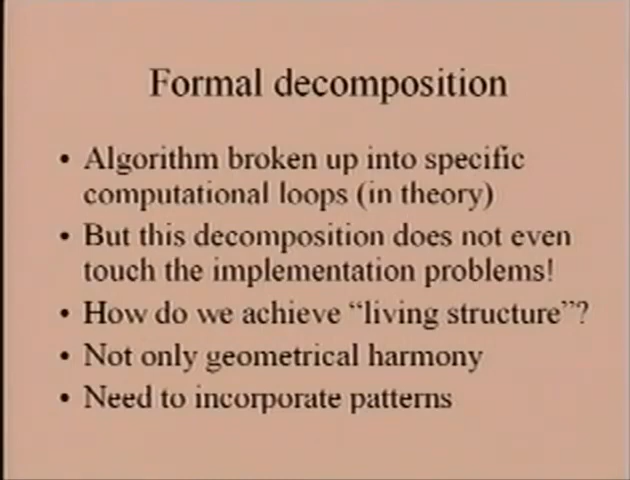 Formal decomposition
• Algorithm broken up into specific
computational loops (in theory)
• But this decomposition does not even
touch the implementation problems!
• How do we achieve “living structure”?
• Not only geometrical harmony
• Need to incorporate patterns